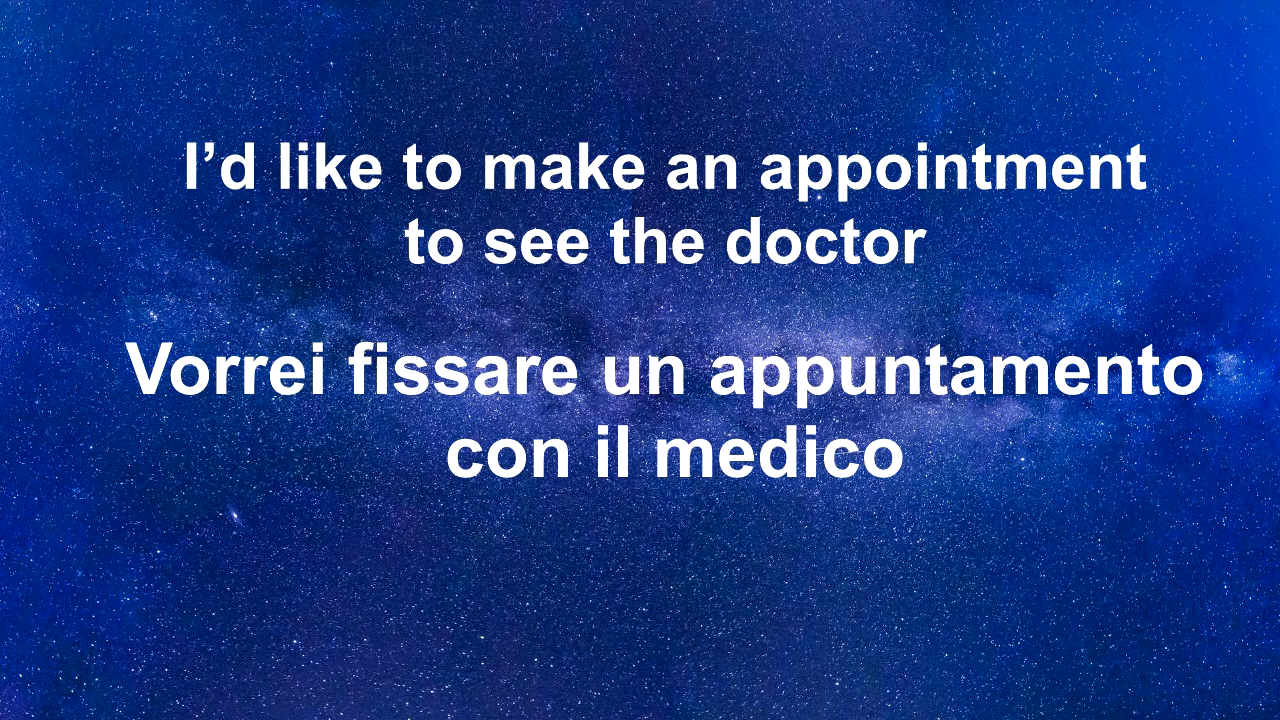 I’d like to make an appointment
to see the doctor
Vorrei fissare un appuntamento
con il medico